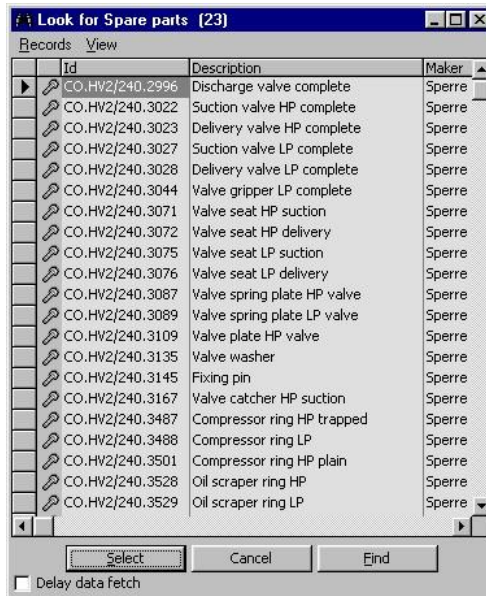 Look for Spare parts (23)
Records View
Id Description Maker
CO.HV2/240.2996 Discharge valve complete Sperre
CO.HV2/240.3022 Suction valve HP complete Sperre
CO.HV2/240.3023 Delivery valve HP complete Sperre
CO.HV2/240.3027 Suction valve LP complete Sperre
CO.HV2/240.3028 Delivery valve LP complete Sperre
CO.HV2/240.3044 Valve gripper LP complete Sperre
CO.HV2/240.3071 Valve seat HP suction Sperre
CO.HV2/240.3072 Valve seat HP delivery Sperre
CO.HV2/240.3075 Valve seat LP suction Sperre
CO.HV2/240.3076 Valve seat LP delivery Sperre
CO.HV2/240.3087 Valve spring plate HP valve Sperre
CO.HV2/240.3089 Valve spring plate LP valve Sperre
CO.HV2/240.3109 Valve plate HP valve Sperre
CO.HV2/240.3135 Valve washer Sperre
CO.HV2/240.3145 Fixing pin Sperre
CO.HV2/240.3167 Valve catcher HP suction Sperre
CO.HV2/240.3487 Compressor ring HP trapped Sperre
CO.HV2/240.3488 Compressor ring LP Sperre
CO.HV2/240.3501 Compressor ring HP plain Sperre
CO.HV2/240.3528 Oil scraper ring HP Sperre
CO.HV2/240.3529 Oil scraper ring LP Sperre
Select Cancel Find
Delay data fetch